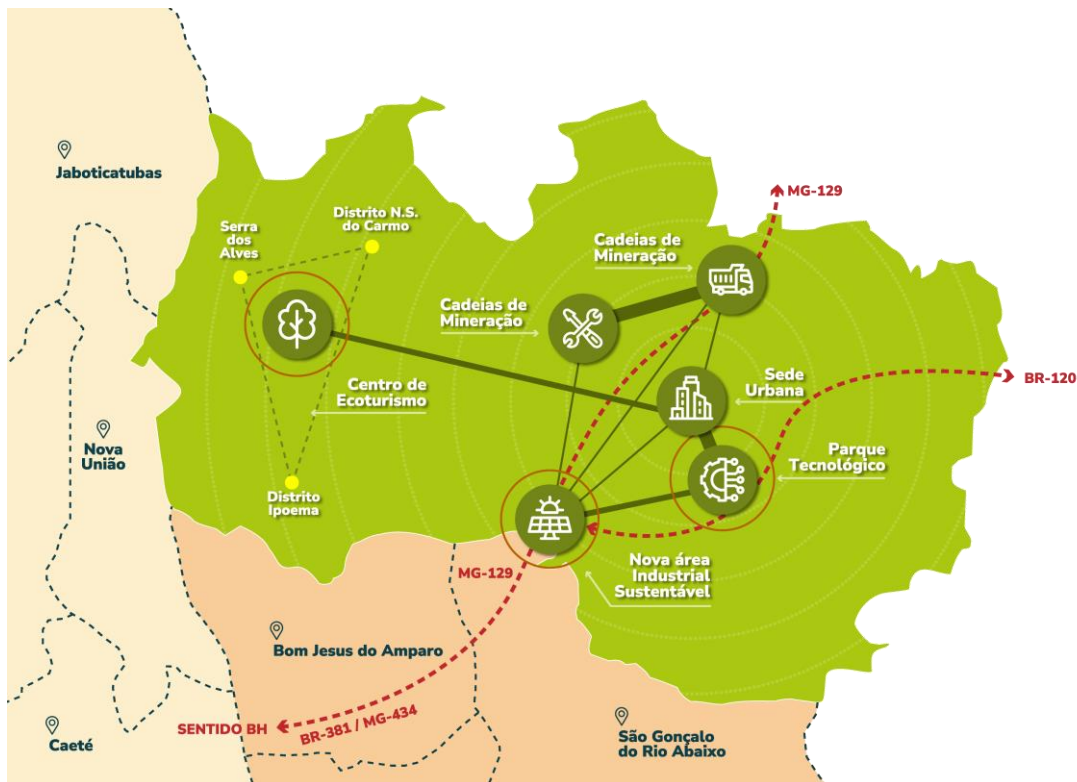 Jaboticatubas
MG-129
Distrito N.S.
do Carmo
Serra
dos
Alves
Cadeias de
Mineração
Cadeias de
Mineração
Sede
Urbana
BR-120
Centro de
Ecoturismo
Nova
União
Parque
Tecnológico
Distrito
Ipoema
Nova área
Industrial
Sustentável
MG-129
Bom Jesus do Amparo
SENTIDO BH
BR-381 / MG-434
Caeté
São Gonçalo
do Rio Abaixo